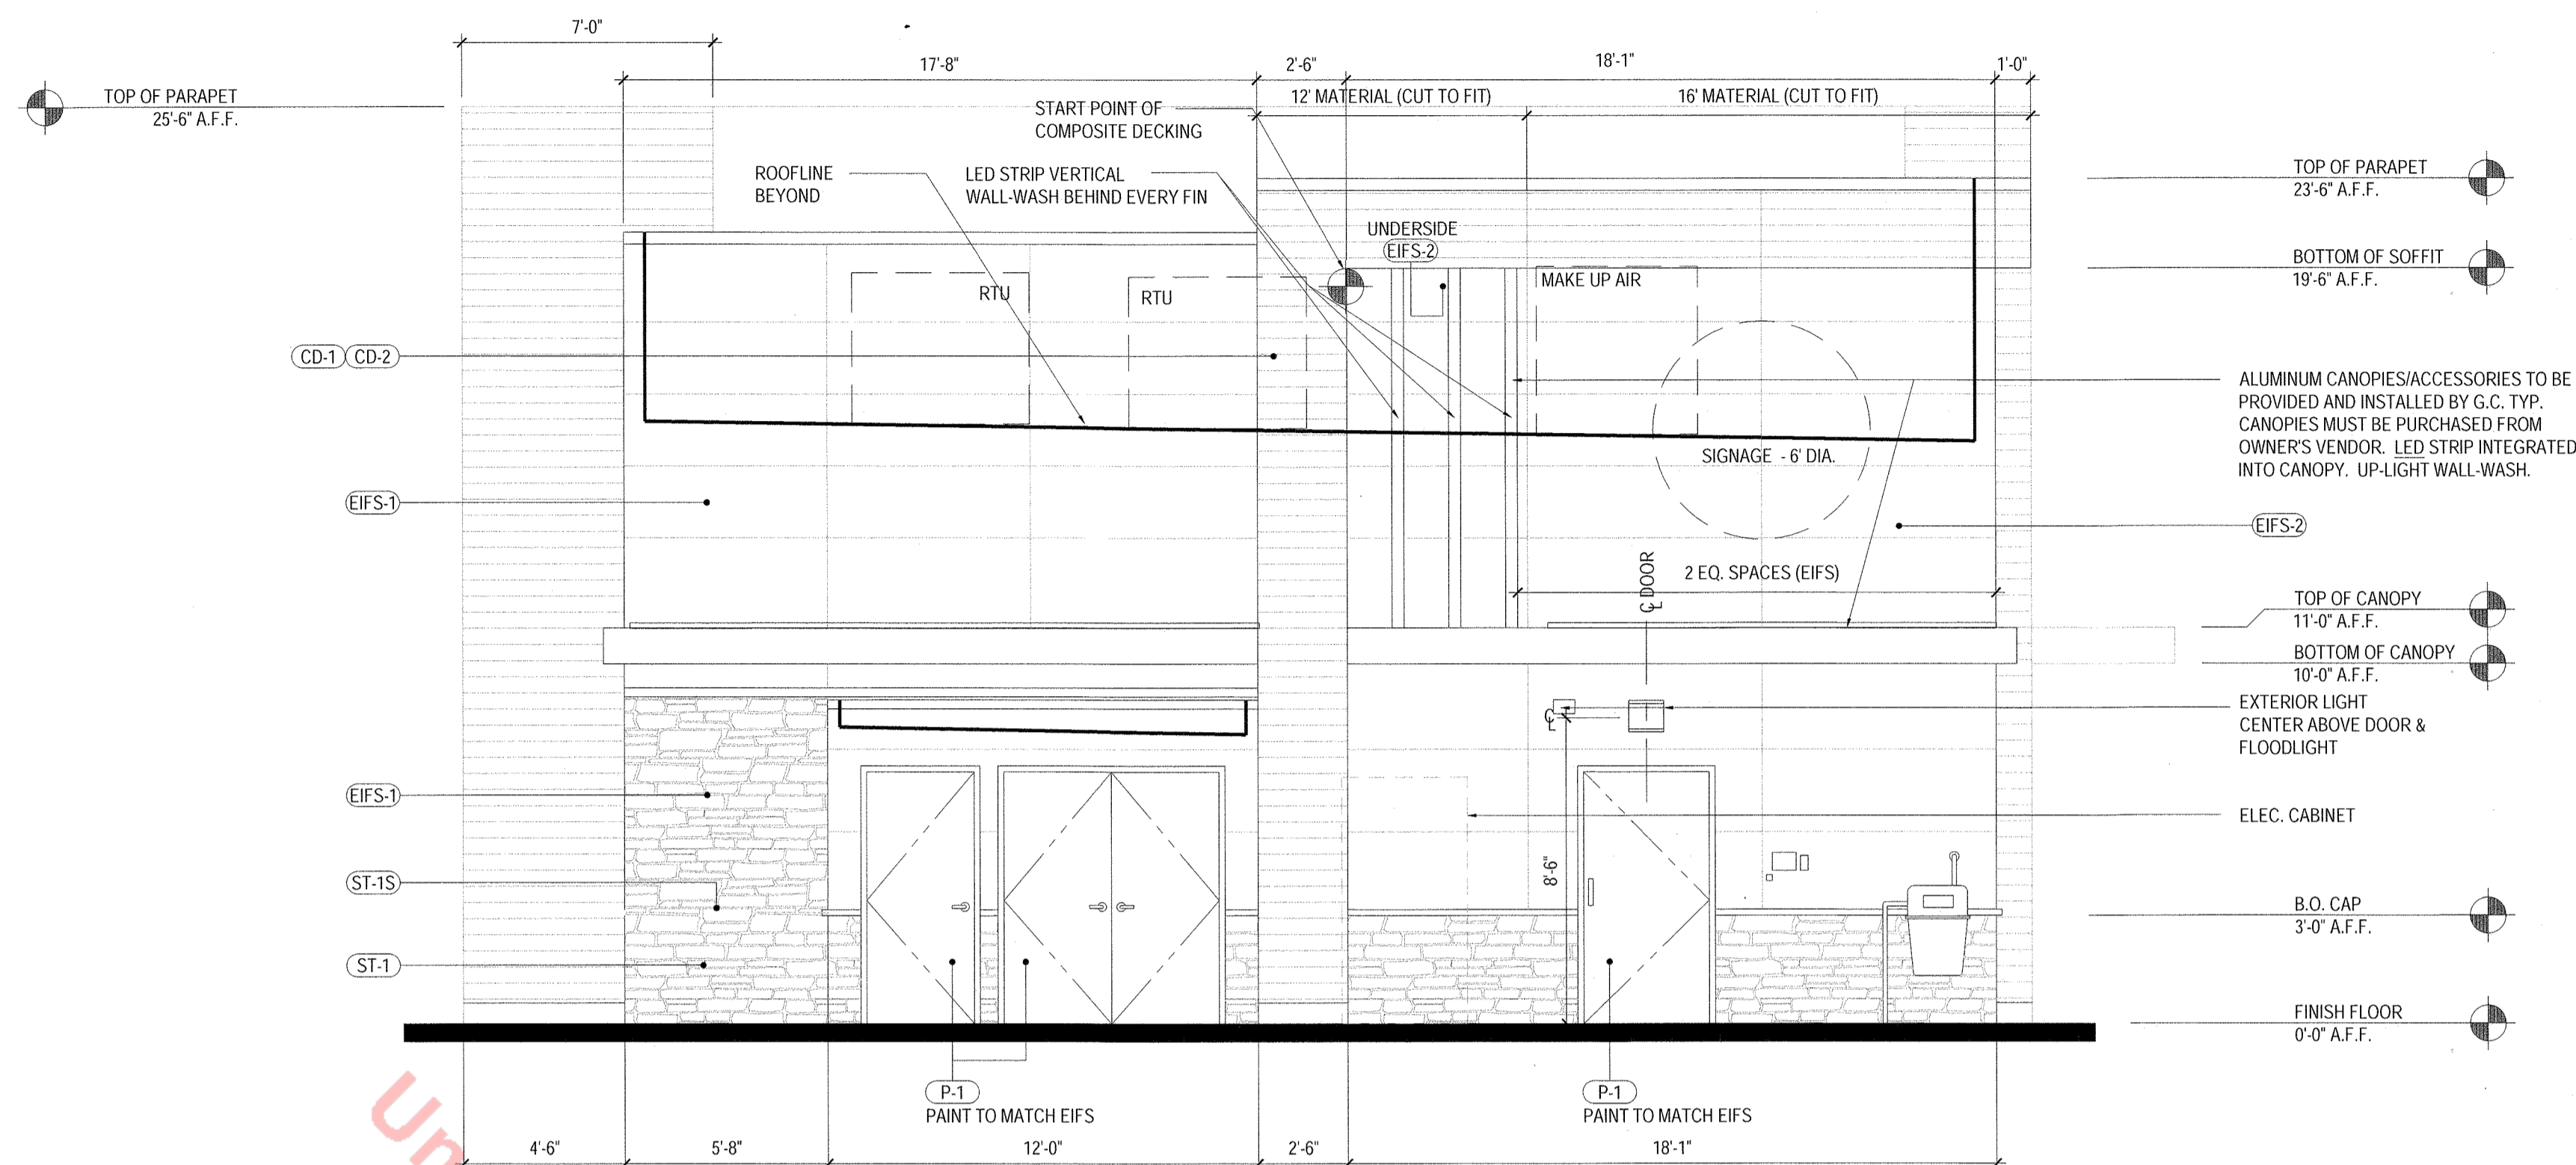 7'-0"
17'-8"
2'-6"
18'-1"
1'-0"
TOP OF PARAPET
25'-6" A.F.F.
START POINT OF
COMPOSITE DECKING
12' MATERIAL (CUT TO FIT)
16' MATERIAL (CUT TO FIT)
ROOFLINE
BEYOND
LED STRIP VERTICAL
WALL-WASH BEHIND EVERY FIN
TOP OF PARAPET
23'-6" A.F.F.
UNDERSIDE
EIFS-2
BOTTOM OF SOFFIT
19'-6" A.F.F.
RTU
RTU
MAKE UP AIR
CD-1 CD-2
ALUMINUM CANOPIES/ACCESSORIES TO BE
PROVIDED AND INSTALLED BY G.C. TYP.
CANOPIES MUST BE PURCHASED FROM
OWNER'S VENDOR. LED STRIP INTEGRATED
INTO CANOPY. UP-LIGHT WALL-WASH.
SIGNAGE - 6' DIA.
EIFS-1
EIFS-2
2 EQ. SPACES (EIFS)
CL DOOR
TOP OF CANOPY
11'-0" A.F.F.
BOTTOM OF CANOPY
10'-0" A.F.F.
CL
EXTERIOR LIGHT
CENTER ABOVE DOOR &
FLOODLIGHT
EIFS-1
ELEC. CABINET
8'-6"
ST-1S
B.O. CAP
3'-0" A.F.F.
ST-1
FINISH FLOOR
0'-0" A.F.F.
P-1
PAINT TO MATCH EIFS
P-1
PAINT TO MATCH EIFS
4'-6"
5'-8"
12'-0"
2'-6"
18'-1"